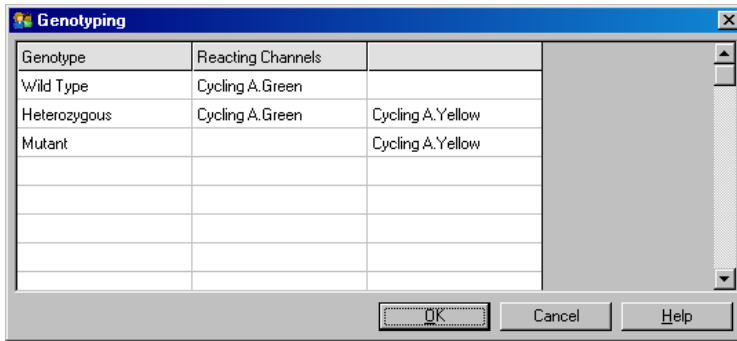 Genotyping
Genotype Reacting Channels
Wild Type Cycling A.Green
Heterozygous Cycling A.Green Cycling A.Yellow
Mutant Cycling A.Yellow
OK Cancel Help